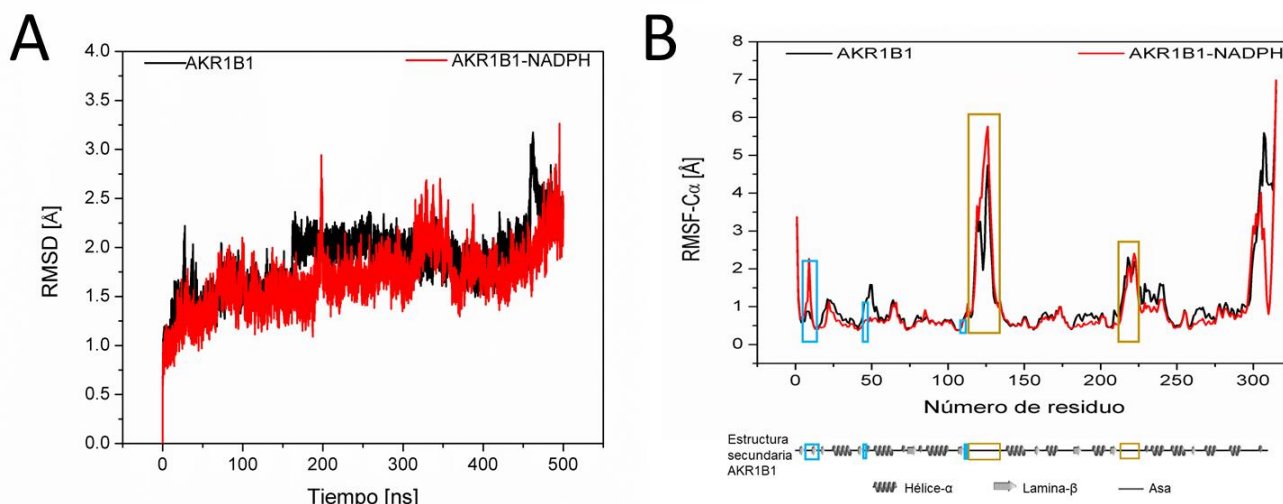 A
AKR1B1
AKR1B1-NADPH
RMSD [Å]
4.0
3.5
3.0
2.5
2.0
1.5
1.0
0.5
0.0
0
100
200
300
400
500
Tiempo [ns]
B
AKR1B1
AKR1B1-NADPH
RMSF-Cα [Å]
8
7
6
5
4
3
2
1
0
0
50
100
150
200
250
300
Número de residuo
Estructura
secundaria
AKR1B1
Hélice-α
Lamina-β
Asa